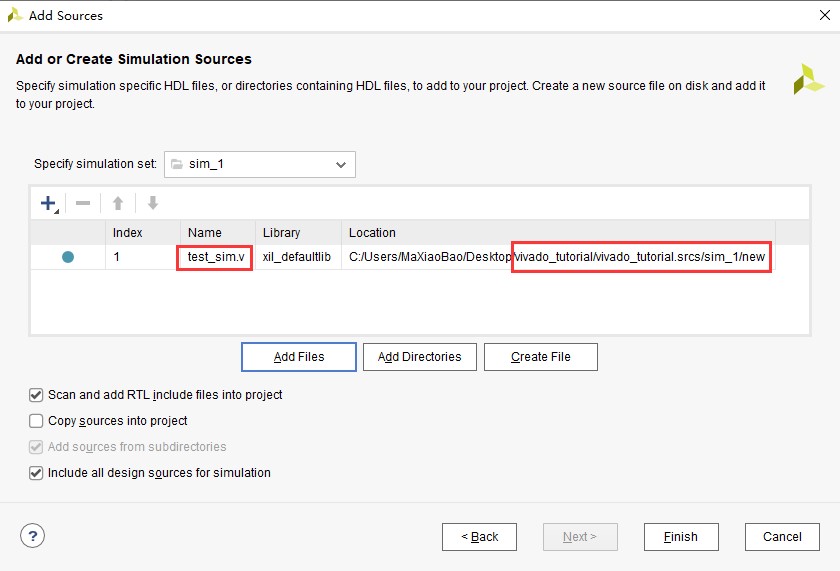 Add Sources
Add or Create Simulation Sources
Specify simulation specific HDL files, or directories containing HDL files, to add to your project. Create a new source file on disk and add it
to your project.
Specify simulation set: sim_1
Index Name Library Location
1 test_sim.v xil_defaultlib C:/Users/MaXiaoBao/Desktop/vivado_tutorial/vivado_tutorial.srcs/sim_1/new
Add Files Add Directories Create File
Scan and add RTL include files into project
Copy sources into project
Add sources from subdirectories
Include all design sources for simulation
? < Back Next > Finish Cancel